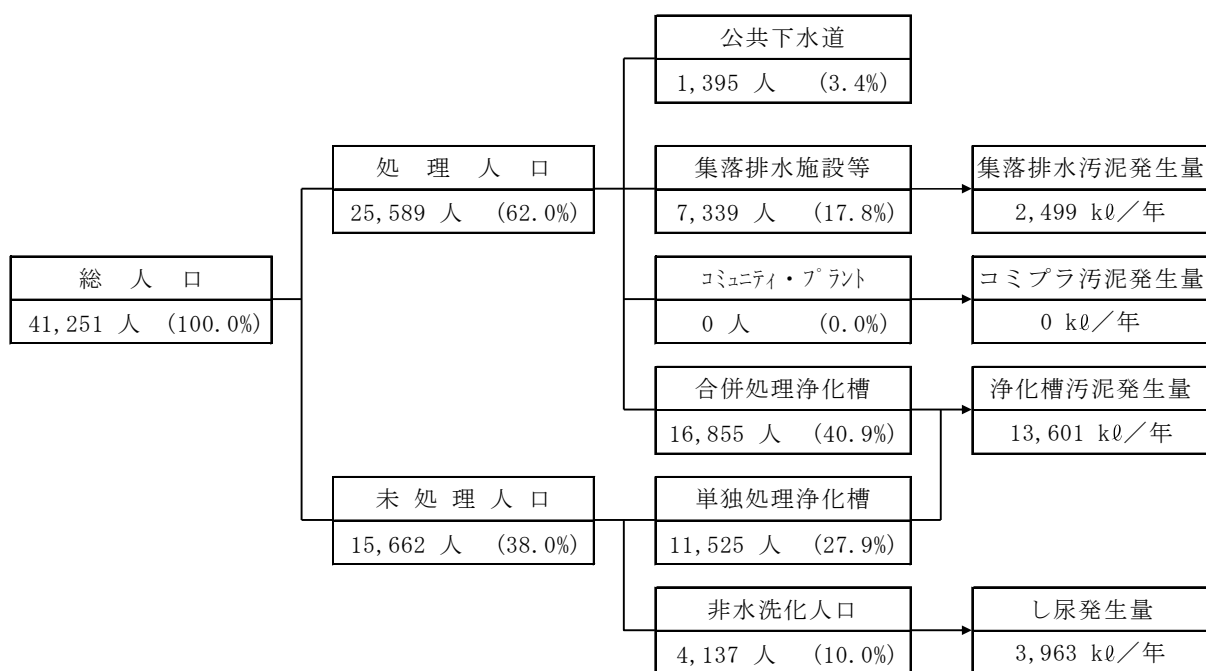 総 人 口
41,251 人 (100.0%)
処 理 人 口
25,589 人 (62.0%)
未 処 理 人 口
15,662 人 (38.0%)
公共下水道
1,395 人 (3.4%)
集落排水施設等
7,339 人 (17.8%)
コミュニティ・プラント
0 人 (0.0%)
合併処理浄化槽
16,855 人 (40.9%)
単独処理浄化槽
11,525 人 (27.9%)
非水洗化人口
4,137 人 (10.0%)
集落排水汚泥発生量
2,499 kℓ／年
コミプラ汚泥発生量
0 kℓ／年
浄化槽汚泥発生量
13,601 kℓ／年
し尿発生量
3,963 kℓ／年